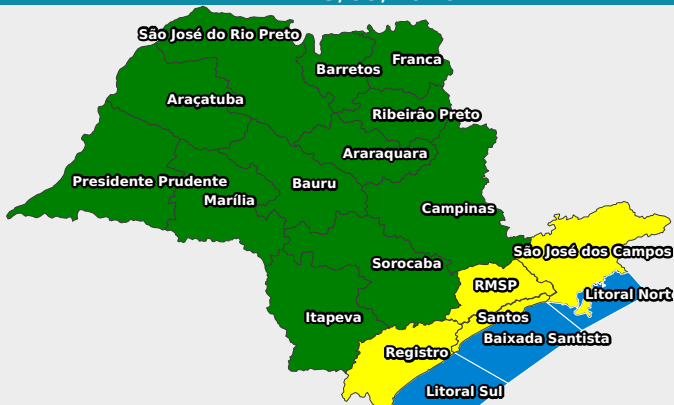 São José do Rio Preto
Franca
Barretos
Araçatuba
Ribeirão Preto
Araraquara
Presidente Prudente
Bauru
Marília
Campinas
São José dos Campos
Sorocaba
RMSP
Litoral Nort
Itapeva
Santos
Baixada Santista
Registro
Litoral Sul